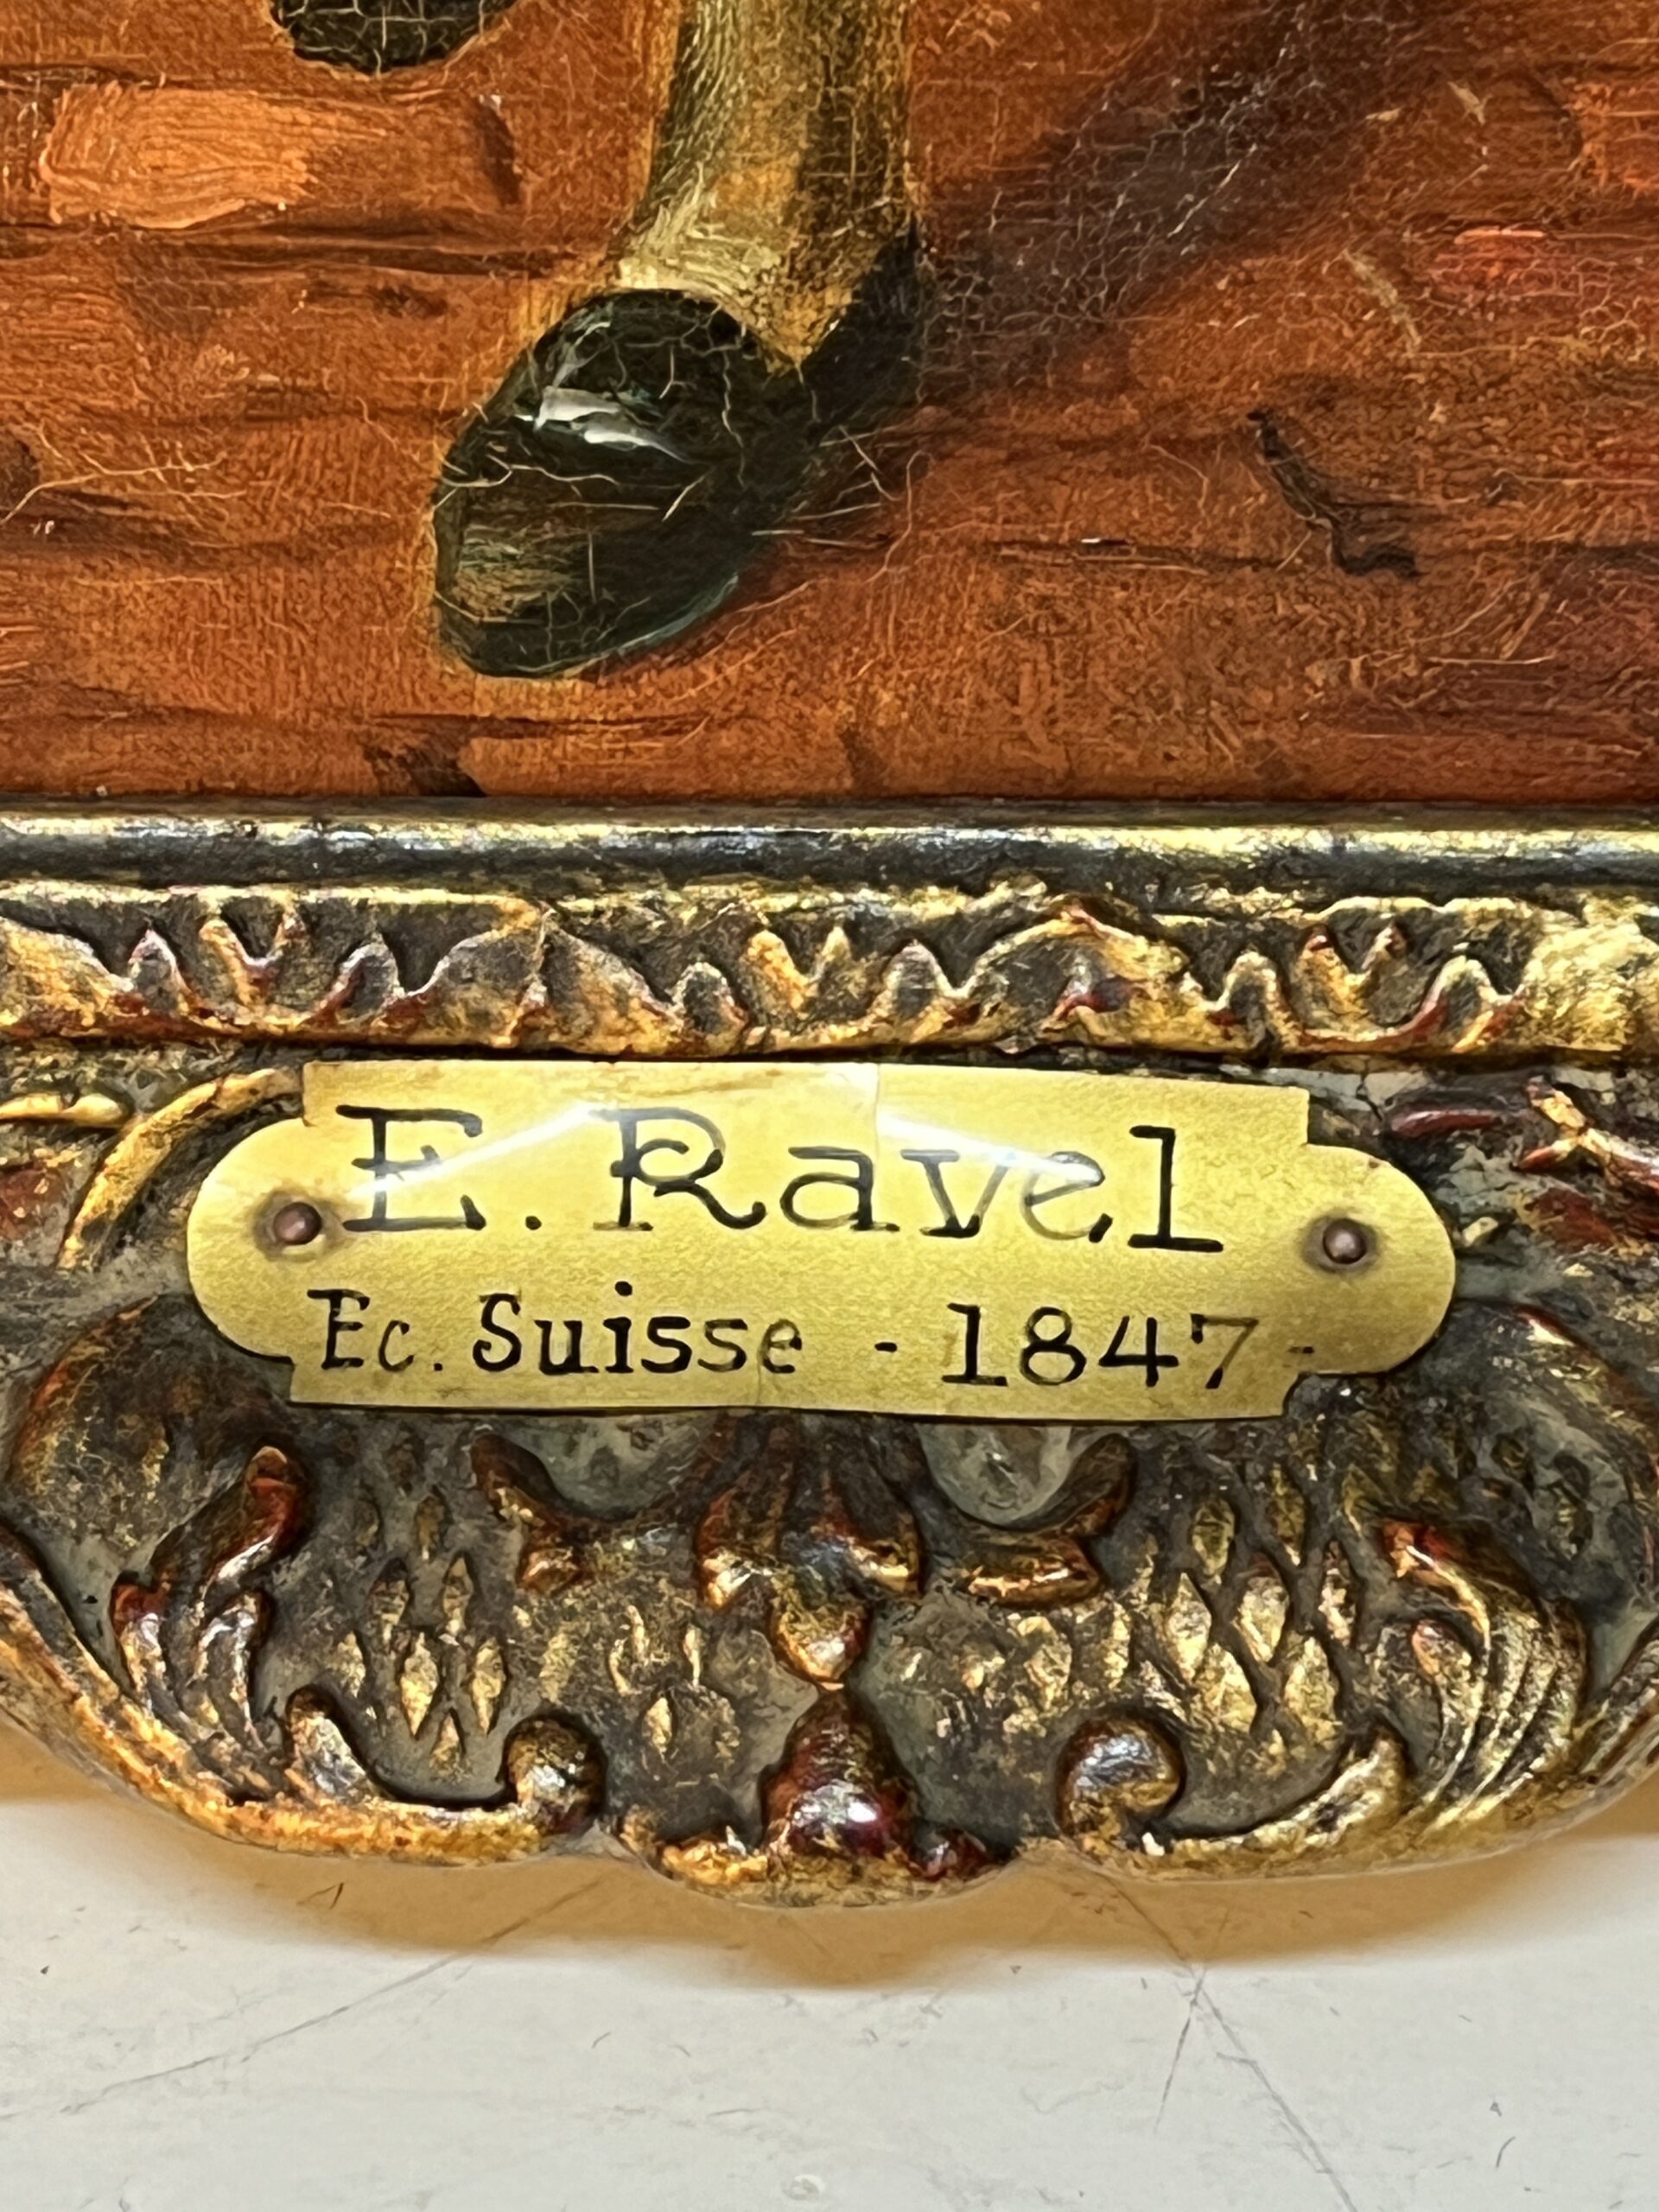 E. Ravel
Ec. Suisse - 1847 -